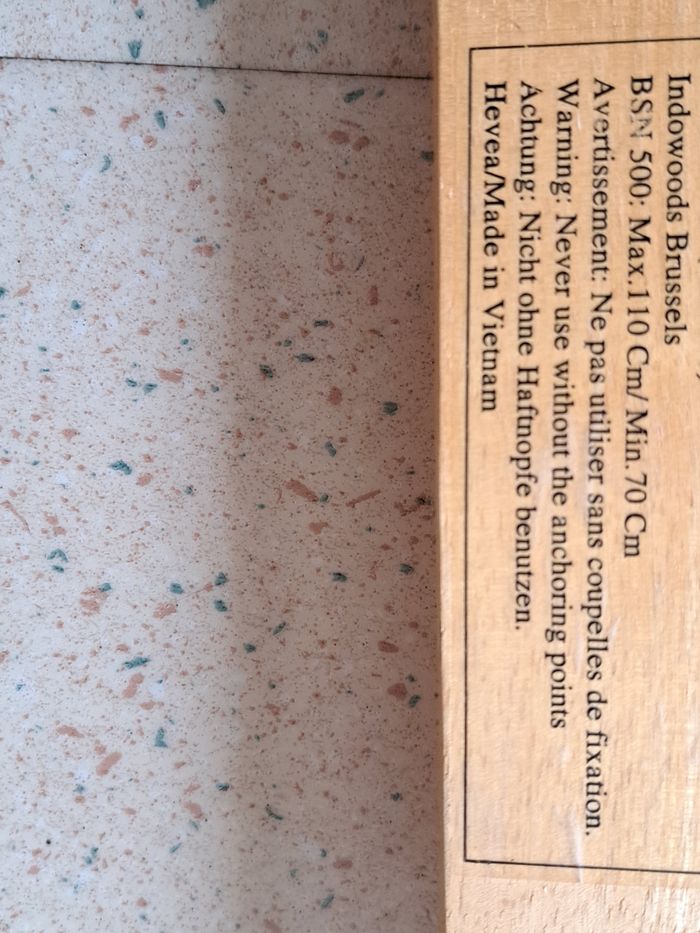 Indowoods Brussels
BSN 500: Max.110 Cm/ Min.70 Cm
Avertissement: Ne pas utiliser sans coupelles de fixation.
Warning: Never use without the anchoring points
Achtung: Nicht ohne Haftnopfe benutzen.
Hevea/Made in Vietnam